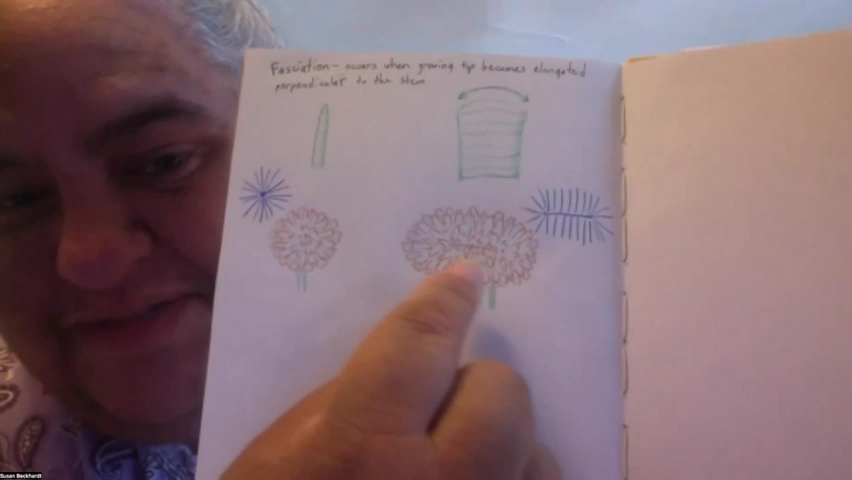 Fasciation - occurs when growing tip becomes elongated
perpendicular to the stem
Susan Beckhardt